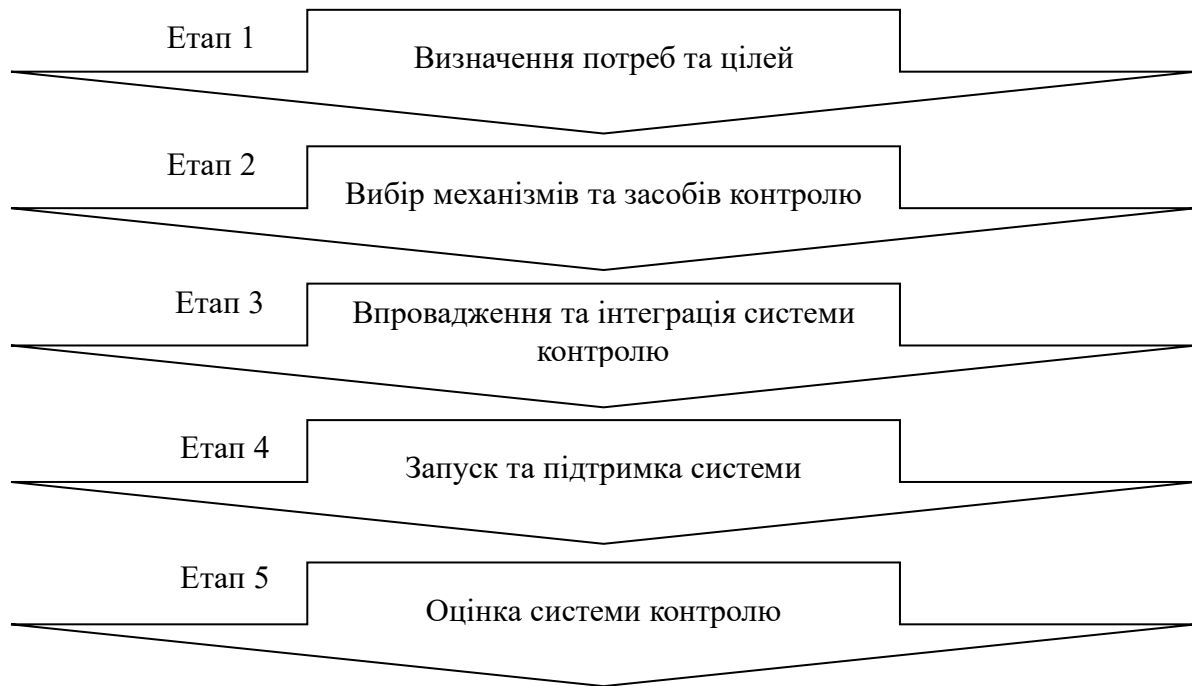 Етап 1
Визначення потреб та цілей
Етап 2
Вибір механізмів та засобів контролю
Етап 3
Впровадження та інтеграція системи
контролю
Етап 4
Запуск та підтримка системи
Етап 5
Оцінка системи контролю